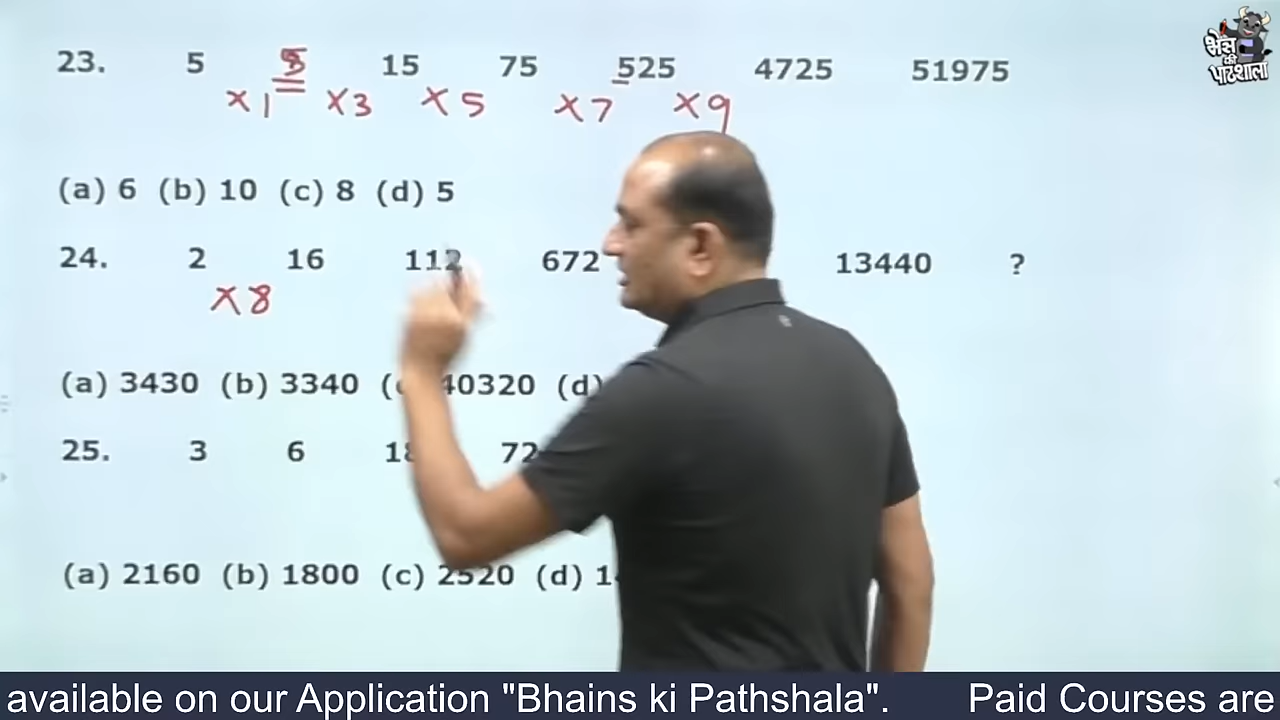 भैंस की पाठशाला
23. 5 5 15 75 525 4725 51975
×1 ×3 ×5 ×7 ×9
(a) 6 (b) 10 (c) 8 (d) 5
24. 2 16 112 672 13440 ?
×8
(a) 3430 (b) 3340 40320 (d)
25. 3 6 72
(a) 2160 (b) 1800 (c) 2520 (d)
available on our Application "Bhains ki Pathshala". Paid Courses are